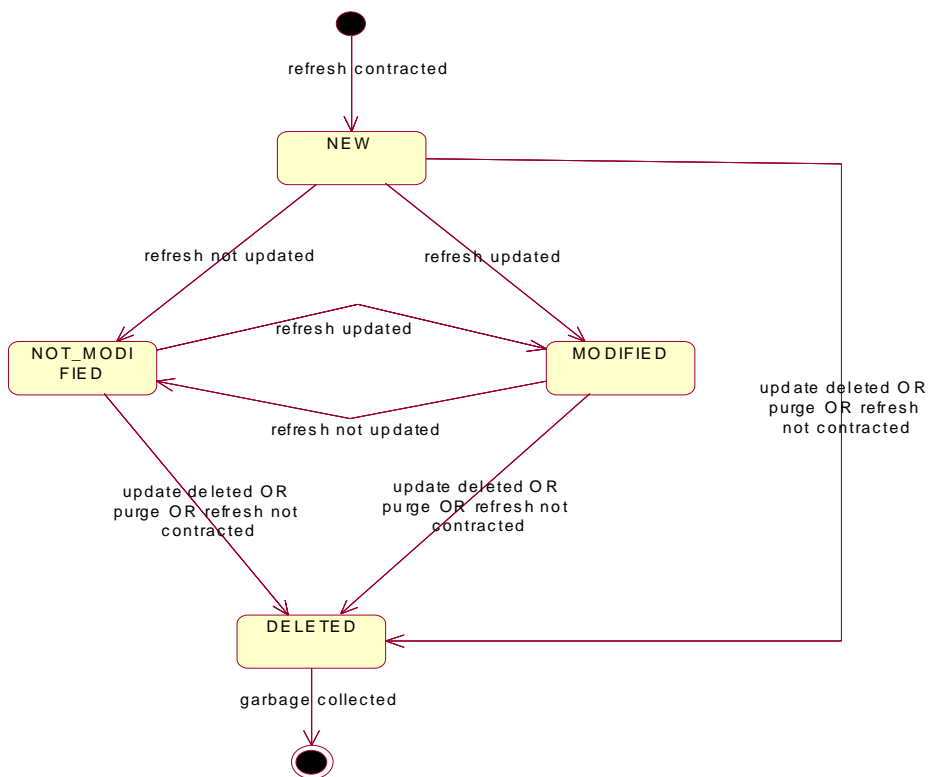 refresh contracted
NEW
refresh not updated
refresh updated
refresh updated
NOT_MODI
FIED
MODIFIED
refresh not updated
update deleted OR
purge OR refresh
not contracted
update deleted OR
purge OR refresh not
contracted
update deleted OR
purge OR refresh not
contracted
DELETED
garbage collected